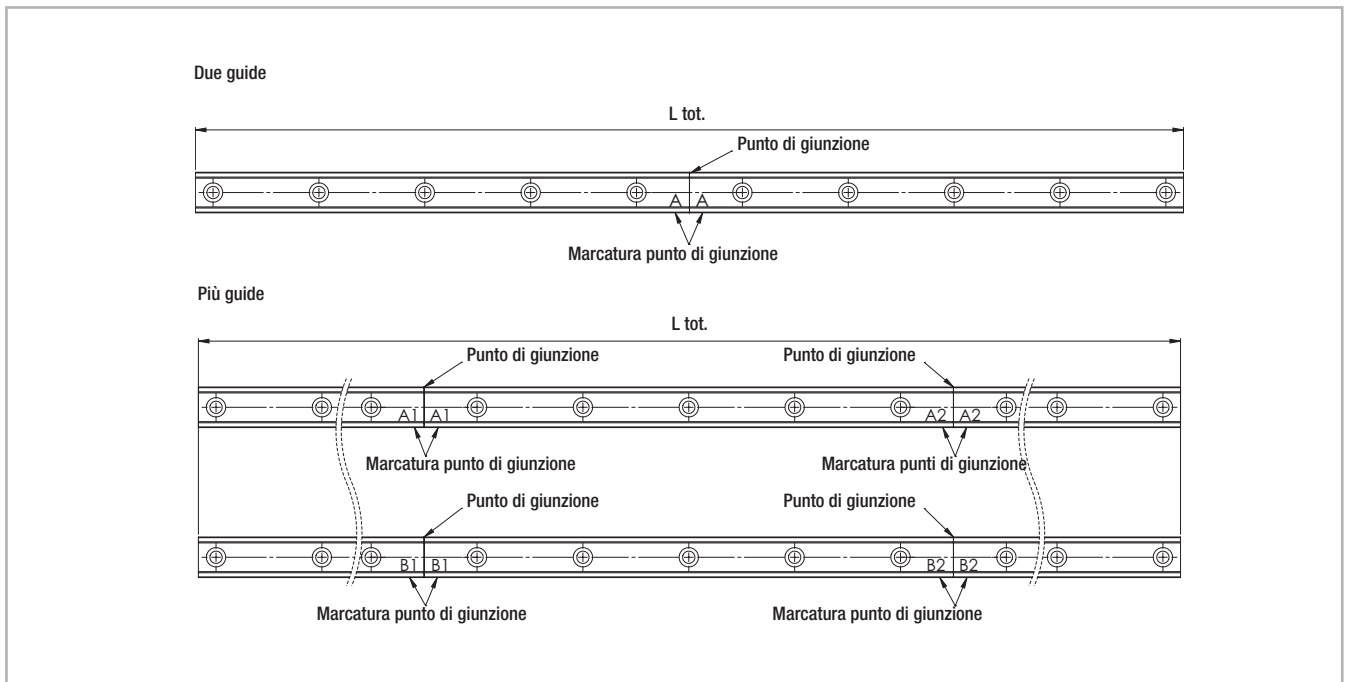 Due guide
L tot.
Punto di giunzione
A A
Marcatura punto di giunzione
Più guide
L tot.
Punto di giunzione Punto di giunzione
A1 A1 A2 A2
Marcatura punto di giunzione Marcatura punti di giunzione
Punto di giunzione Punto di giunzione
B1 B1 B2 B2
Marcatura punto di giunzione Marcatura punto di giunzione